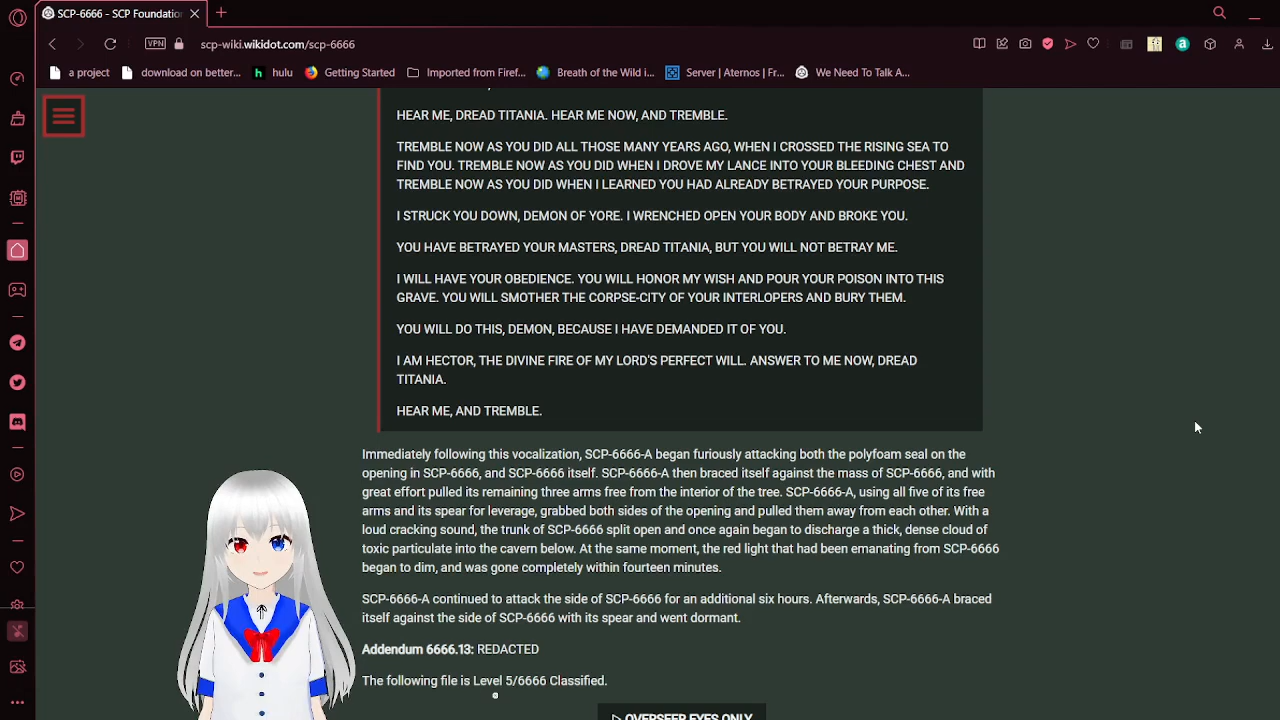 SCP-6666 - SCP Foundatio
scp-wiki.wikidot.com/scp-6666
VPN
a project
download on better...
hulu
Getting Started
Imported from Firef...
Breath of the Wild i...
Server | Aternos | Fr...
We Need To Talk A...
HEAR ME, DREAD TITANIA. HEAR ME NOW, AND TREMBLE.
TREMBLE NOW AS YOU DID ALL THOSE MANY YEARS AGO, WHEN I CROSSED THE RISING SEA TO
FIND YOU. TREMBLE NOW AS YOU DID WHEN I DROVE MY LANCE INTO YOUR BLEEDING CHEST AND
TREMBLE NOW AS YOU DID WHEN I LEARNED YOU HAD ALREADY BETRAYED YOUR PURPOSE.
I STRUCK YOU DOWN, DEMON OF YORE. I WRENCHED OPEN YOUR BODY AND BROKE YOU.
YOU HAVE BETRAYED YOUR MASTERS, DREAD TITANIA, BUT YOU WILL NOT BETRAY ME.
I WILL HAVE YOUR OBEDIENCE. YOU WILL HONOR MY WISH AND POUR YOUR POISON INTO THIS
GRAVE. YOU WILL SMOTHER THE CORPSE-CITY OF YOUR INTERLOPERS AND BURY THEM.
YOU WILL DO THIS, DEMON, BECAUSE I HAVE DEMANDED IT OF YOU.
I AM HECTOR, THE DIVINE FIRE OF MY LORD'S PERFECT WILL. ANSWER TO ME NOW, DREAD
TITANIA.
HEAR ME, AND TREMBLE.
Immediately following this vocalization, SCP-6666-A began furiously attacking both the polyfoam seal on the
opening in SCP-6666, and SCP-6666 itself. SCP-6666-A then braced itself against the mass of SCP-6666, and with
great effort pulled its remaining three arms free from the interior of the tree. SCP-6666-A, using all five of its free
arms and its spear for leverage, grabbed both sides of the opening and pulled them away from each other. With a
loud cracking sound, the trunk of SCP-6666 split open and once again began to discharge a thick, dense cloud of
toxic particulate into the cavern below. At the same moment, the red light that had been emanating from SCP-6666
began to dim, and was gone completely within fourteen minutes.
SCP-6666-A continued to attack the side of SCP-6666 for an additional six hours. Afterwards, SCP-6666-A braced
itself against the side of SCP-6666 with its spear and went dormant.
Addendum 6666.13: REDACTED
The following file is Level 5/6666 Classified.
▷ OVERSEER EYES ONLY